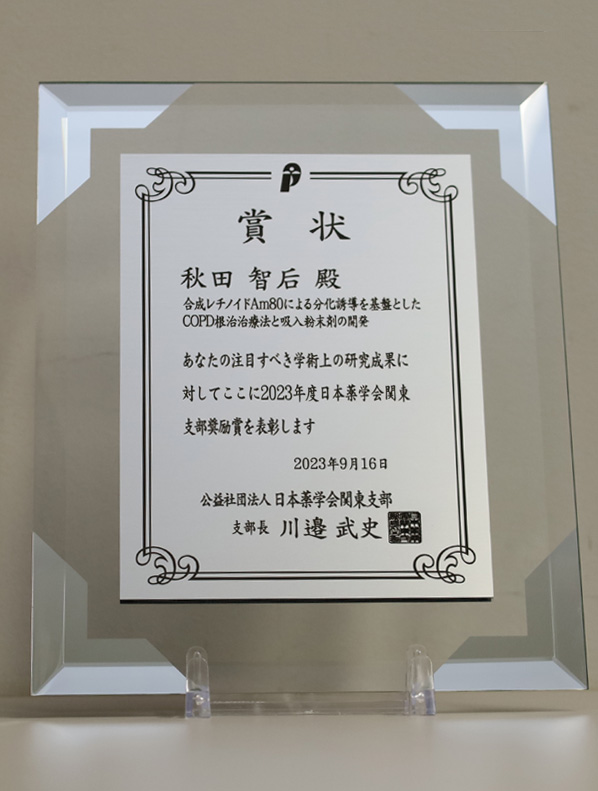 賞状
秋田 智后 殿
合成レチノイドAm80による分化誘導を基盤とした
COPD根治治療法と吸入粉末剤の開発
あなたの注目すべき学術上の研究成果に
対してここに2023年度日本薬学会関東
支部奨励賞を表彰します
2023年9月16日
公益社団法人 日本薬学会関東支部
支部長 川邉 武史